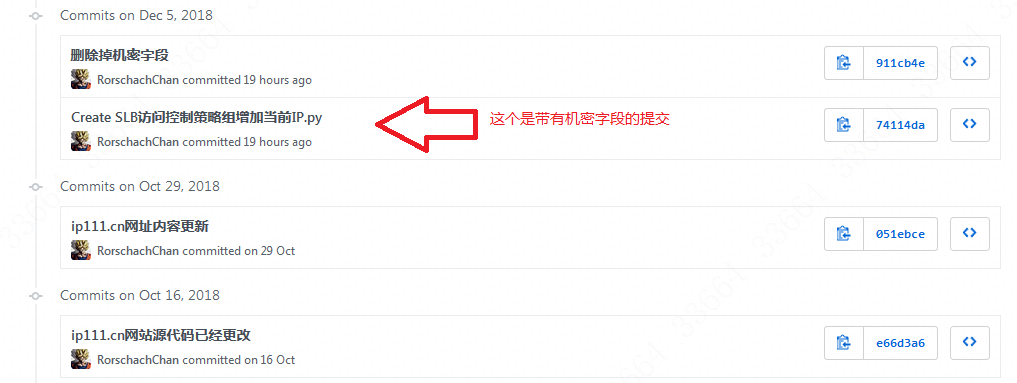 Commits on Dec 5, 2018
删除掉机密字段
RorschachChan committed 19 hours ago
911cb4e
Create SLB访问控制策略组增加当前IP.py
RorschachChan committed 19 hours ago
74114da
这个是带有机密字段的提交
Commits on Oct 29, 2018
ip111.cn网址内容更新
RorschachChan committed on 29 Oct
051ebce
Commits on Oct 16, 2018
ip111.cn网站源代码已经更改
RorschachChan committed on 16 Oct
e66d3a6